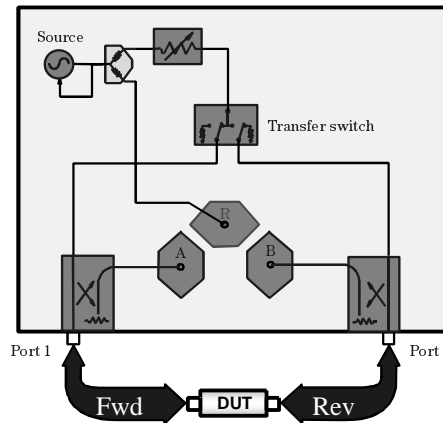 Source
Transfer switch
R
A
B
Port 1
Port
Fwd
DUT
Rev